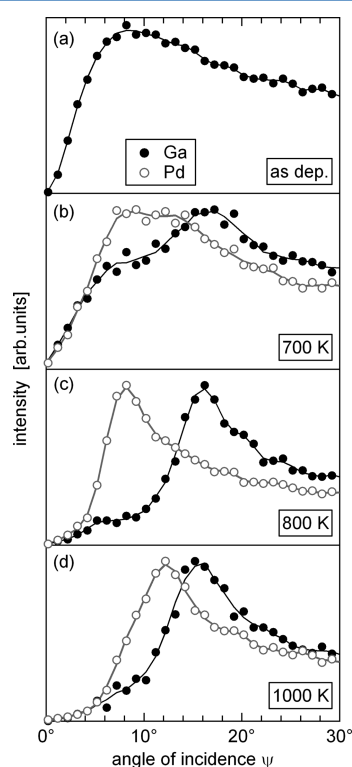 (a)
Ga
Pd
as dep.
(b)
700 K
(c)
800 K
(d)
1000 K
intensity [arb.units]
0° 10° 20° 30°
angle of incidence ψ